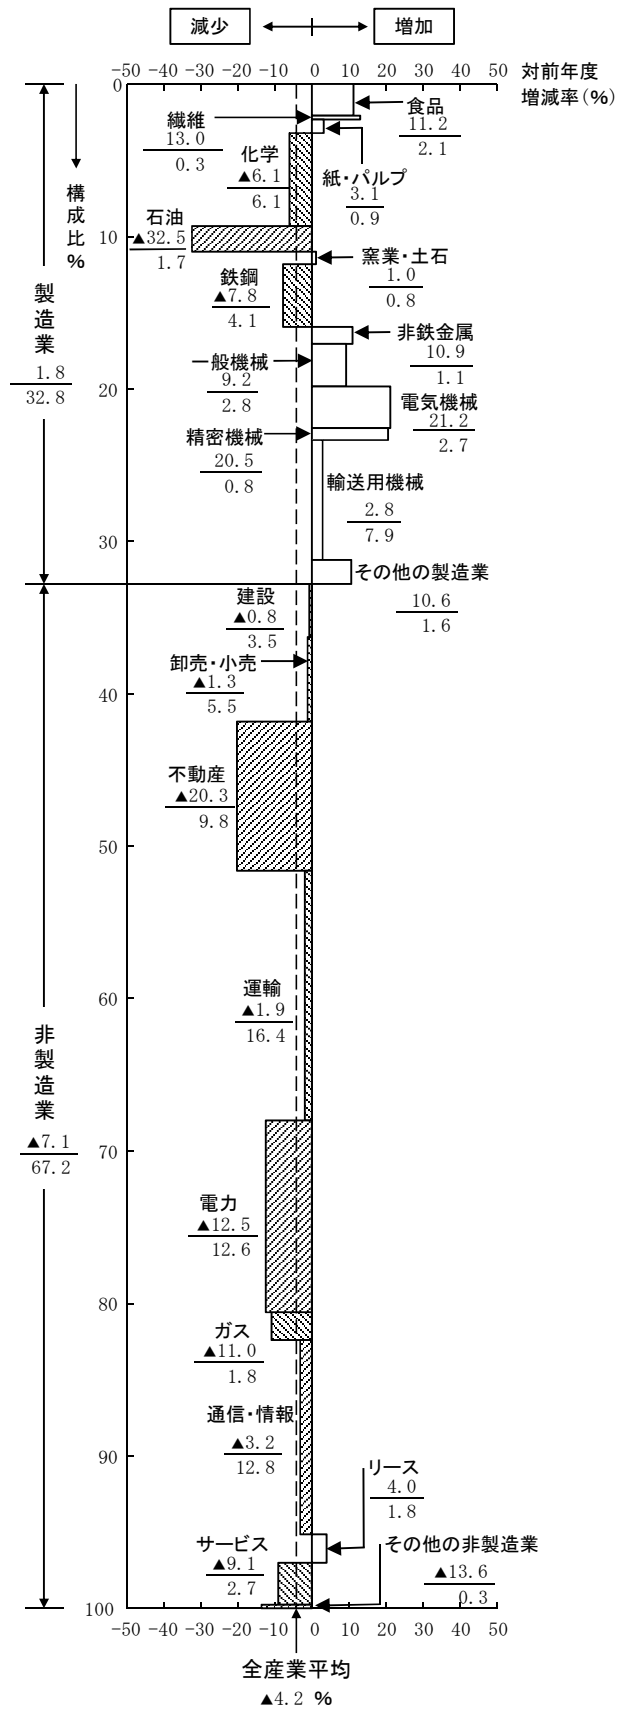 減少
増加
-50 -40 -30 -20 -10 0 10 20 30 40 50
対前年度
増減率(%)
0
構成比%
食品
11.2
2.1
繊維
13.0
0.3
紙・パルプ
3.1
0.9
化学
▲6.1
6.1
石油
▲32.5
1.7
10
窯業・土石
1.0
0.8
鉄鋼
▲7.8
4.1
製造業
1.8
32.8
非鉄金属
10.9
1.1
一般機械
9.2
2.8
20
電気機械
21.2
2.7
精密機械
20.5
0.8
輸送用機械
2.8
7.9
30
その他の製造業
10.6
1.6
建設
▲0.8
3.5
卸売・小売
▲1.3
5.5
40
不動産
▲20.3
9.8
50
運輸
▲1.9
16.4
60
非製造業
▲7.1
67.2
70
電力
▲12.5
12.6
80
ガス
▲11.0
1.8
通信・情報
▲3.2
12.8
90
リース
4.0
1.8
サービス
▲9.1
2.7
その他の非製造業
▲13.6
0.3
100
-50 -40 -30 -20 -10 0 10 20 30 40 50
全産業平均
▲4.2 %